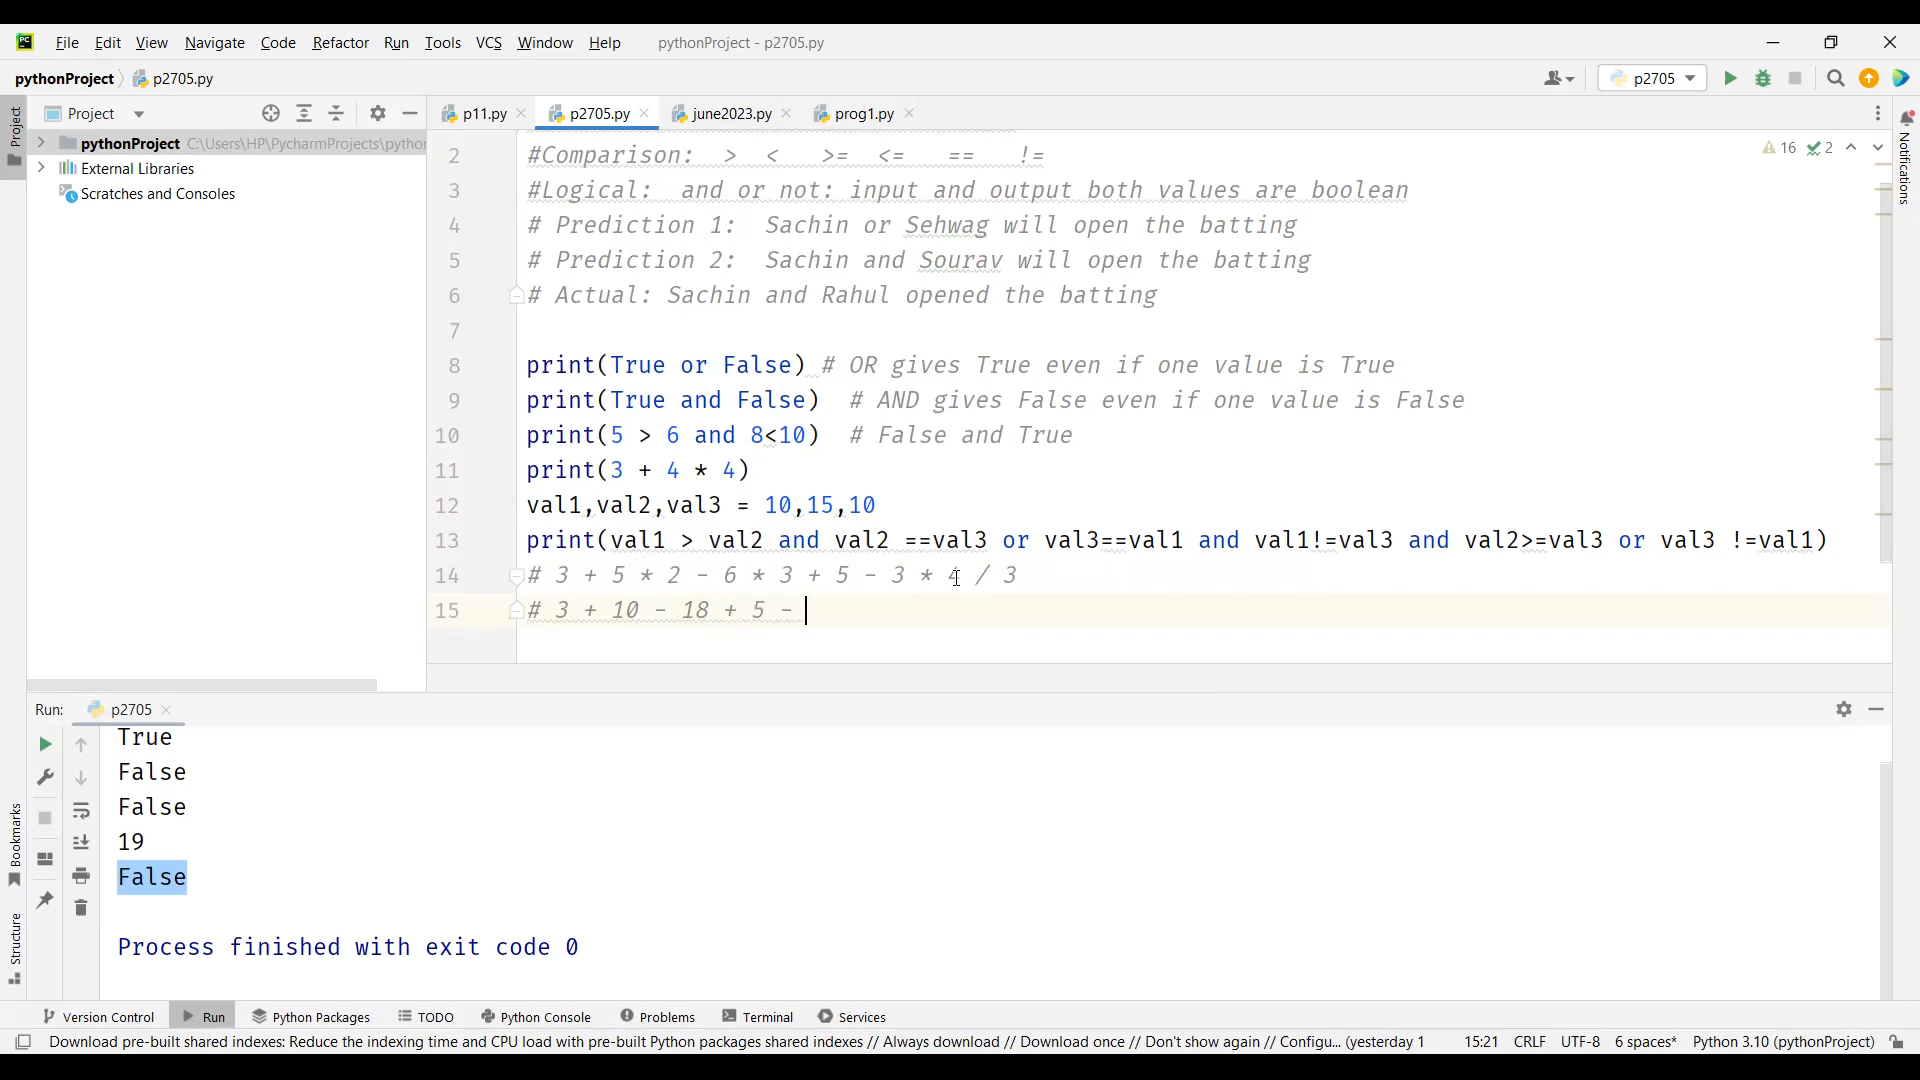 PC File Edit View Navigate Code Refactor Run Tools VCS Window Help pythonProject - p2705.py
pythonProject p2705.py p2705
Project p11.py p2705.py june2023.py prog1.py
pythonProject C:\Users\HP\PycharmProjects\python
External Libraries
Scratches and Consoles
Project
Notifications
16 2
2 #Comparison: > < >= <= == !=
3 #Logical: and or not: input and output both values are boolean
4 # Prediction 1: Sachin or Sehwag will open the batting
5 # Prediction 2: Sachin and Sourav will open the batting
6 # Actual: Sachin and Rahul opened the batting
7
8 print(True or False) # OR gives True even if one value is True
9 print(True and False) # AND gives False even if one value is False
10 print(5 > 6 and 8<10) # False and True
11 print(3 + 4 * 4)
12 val1,val2,val3 = 10,15,10
13 print(val1 > val2 and val2 ==val3 or val3==val1 and val1!=val3 and val2>=val3 or val3 !=val1)
14 # 3 + 5 * 2 - 6 * 3 + 5 - 3 * 4 / 3
15 # 3 + 10 - 18 + 5 -
Run: p2705
True
False
False
19
False
Process finished with exit code 0
Bookmarks
Structure
Version Control Run Python Packages TODO Python Console Problems Terminal Services
Download pre-built shared indexes: Reduce the indexing time and CPU load with pre-built Python packages shared indexes // Always download // Download once // Don't show again // Configu... (yesterday 1 15:21 CRLF UTF-8 6 spaces* Python 3.10 (pythonProject)